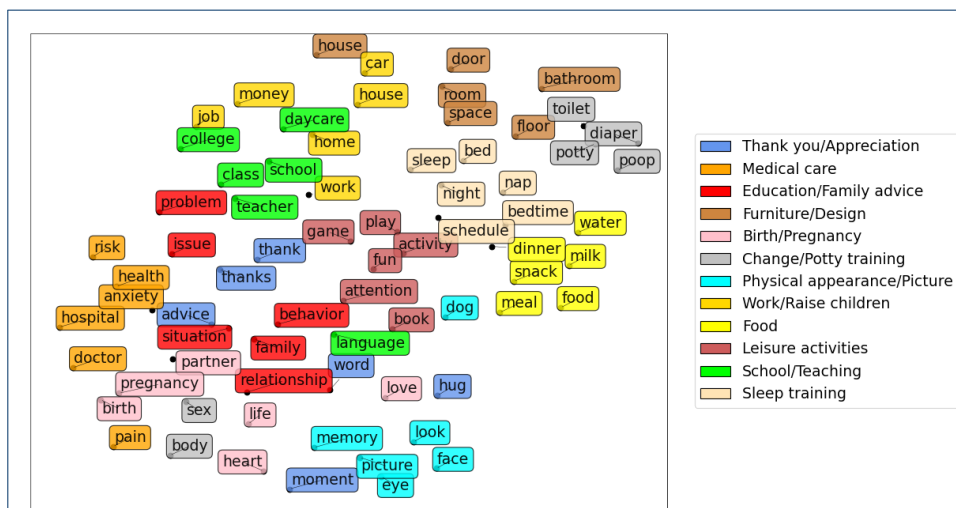 house
car
door
bathroom
money
house
room
toilet
job
daycare
space
floor
diaper
college
home
bed
potty
poop
sleep
school
class
work
night
nap
problem
teacher
bedtime
game
play
schedule
water
risk
issue
thank
activity
dinner
milk
fun
health
thanks
snack
anxiety
attention
meal
food
hospital
advice
behavior
book
dog
situation
family
language
doctor
partner
word
pregnancy
relationship
love
hug
birth
sex
life
pain
body
memory
look
heart
picture
face
moment
eye
Thank you/Appreciation
Medical care
Education/Family advice
Furniture/Design
Birth/Pregnancy
Change/Potty training
Physical appearance/Picture
Work/Raise children
Food
Leisure activities
School/Teaching
Sleep training